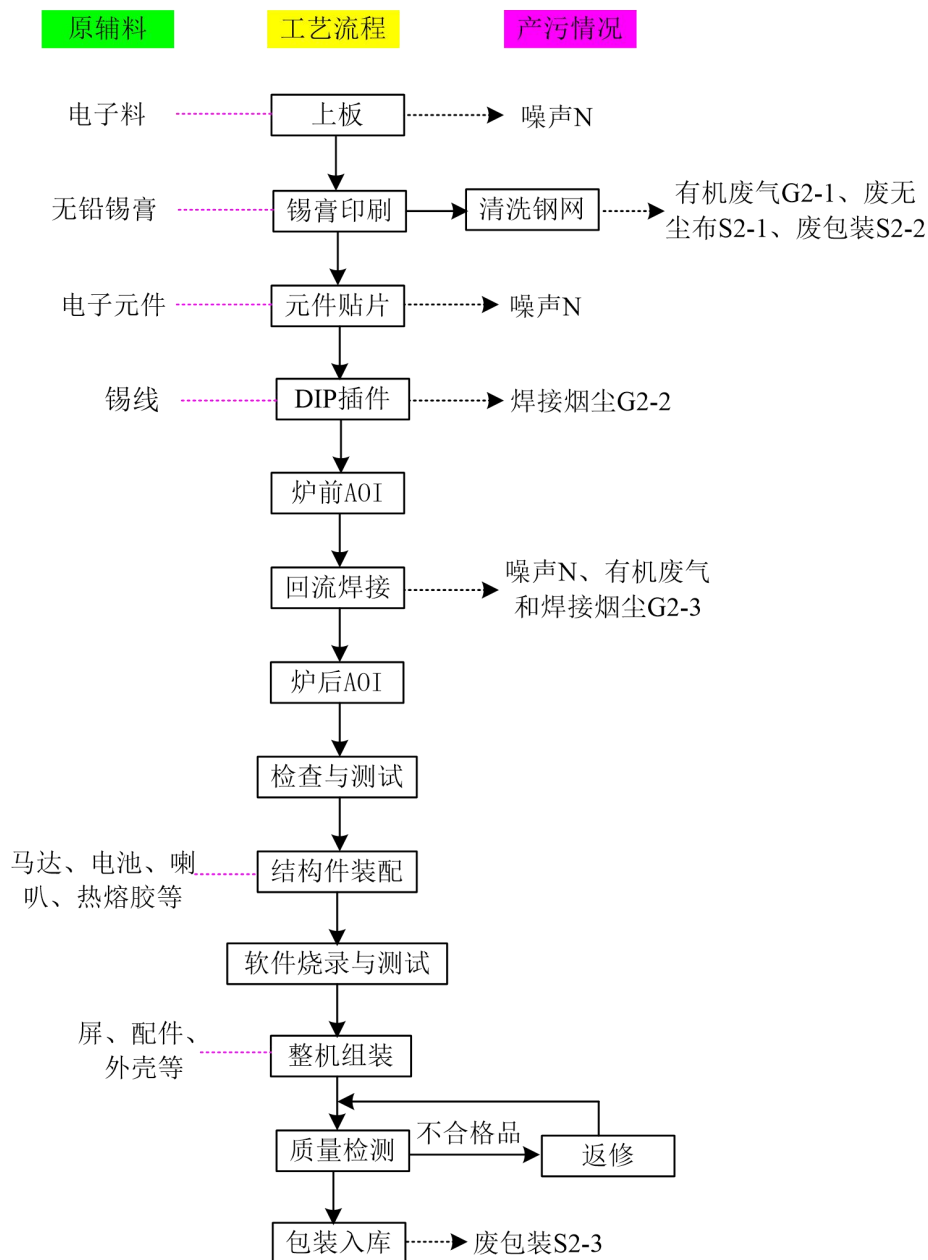 原辅料
工艺流程
产污情况
电子料
上板
噪声N
无铅锡膏
锡膏印刷
清洗钢网
有机废气G2-1、废无
尘布S2-1、废包装S2-2
电子元件
元件贴片
噪声N
锡线
DIP插件
焊接烟尘G2-2
炉前AOI
回流焊接
噪声N、有机废气
和焊接烟尘G2-3
炉后AOI
检查与测试
马达、电池、喇
叭、热熔胶等
结构件装配
软件烧录与测试
屏、配件、
外壳等
整机组装
质量检测
不合格品
返修
包装入库
废包装S2-3